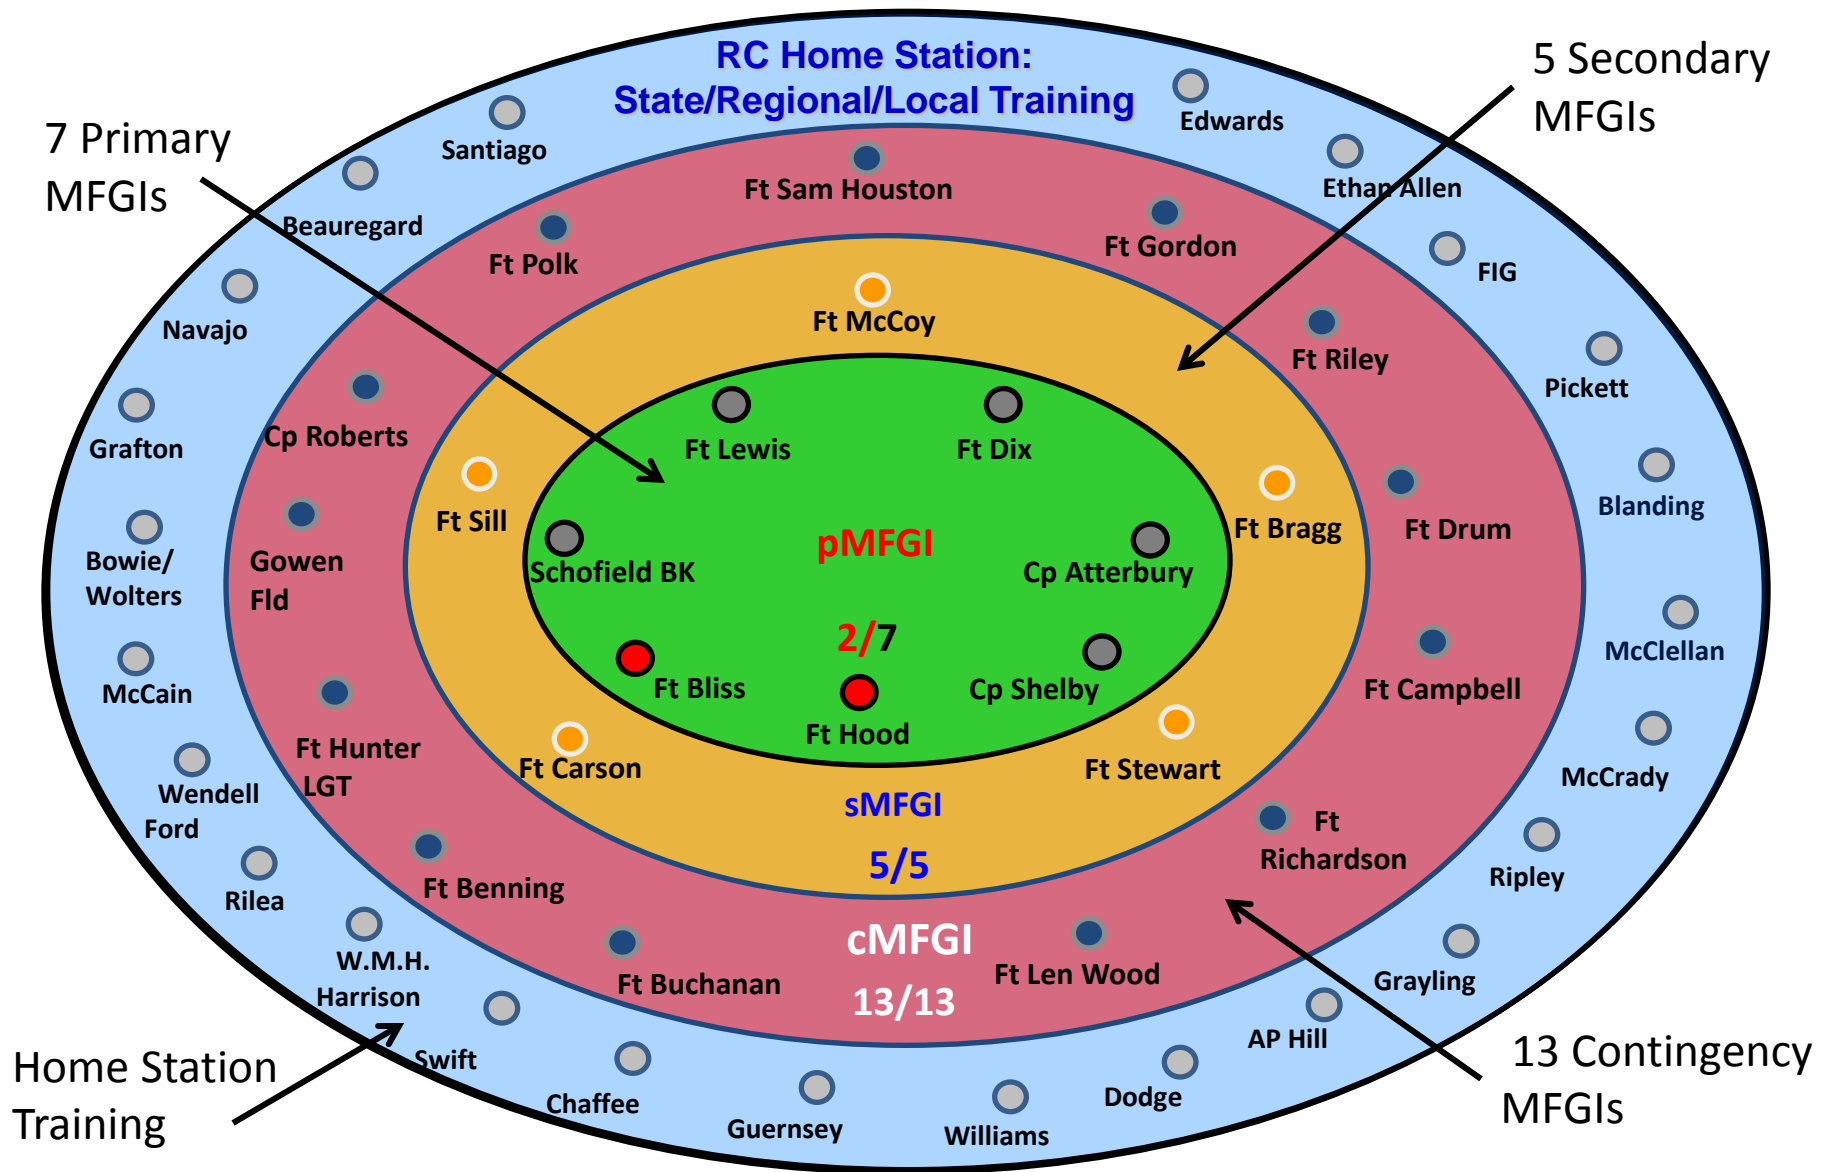 RC Home Station:
State/Regional/Local Training
5 Secondary
MFGIs
7 Primary
MFGIs
Santiago
Edwards
Beauregard
Ethan Allen
Ft Sam Houston
Ft Polk
Ft Gordon
FIG
Navajo
Ft McCoy
Ft Riley
Pickett
Grafton
Cp Roberts
Ft Lewis
Ft Dix
Blanding
Ft Sill
Ft Bragg
Ft Drum
Bowie/
Wolters
Gowen
Fld
Schofield BK
pMFGI
Cp Atterbury
2/7
McClellan
McCain
Ft Bliss
Cp Shelby
Ft Campbell
Ft Hood
Ft Hunter
LGT
Ft Carson
Ft Stewart
McCrady
Wendell
Ford
sMFGI
5/5
Ft
Richardson
Ripley
Rilea
Ft Benning
cMFGI
13/13
W.M.H.
Harrison
Ft Buchanan
Ft Len Wood
Grayling
AP Hill
Swift
Chaffee
Guernsey
Williams
Dodge
Home Station
Training
13 Contingency
MFGIs